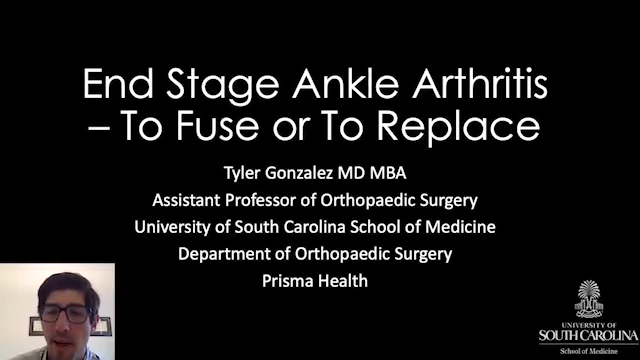 End Stage Ankle Arthritis
– To Fuse or To Replace
Tyler Gonzalez MD MBA
Assistant Professor of Orthopaedic Surgery
University of South Carolina School of Medicine
Department of Orthopaedic Surgery
Prisma Health
UNIVERSITY OF
SOUTH CAROLINA
School of Medicine